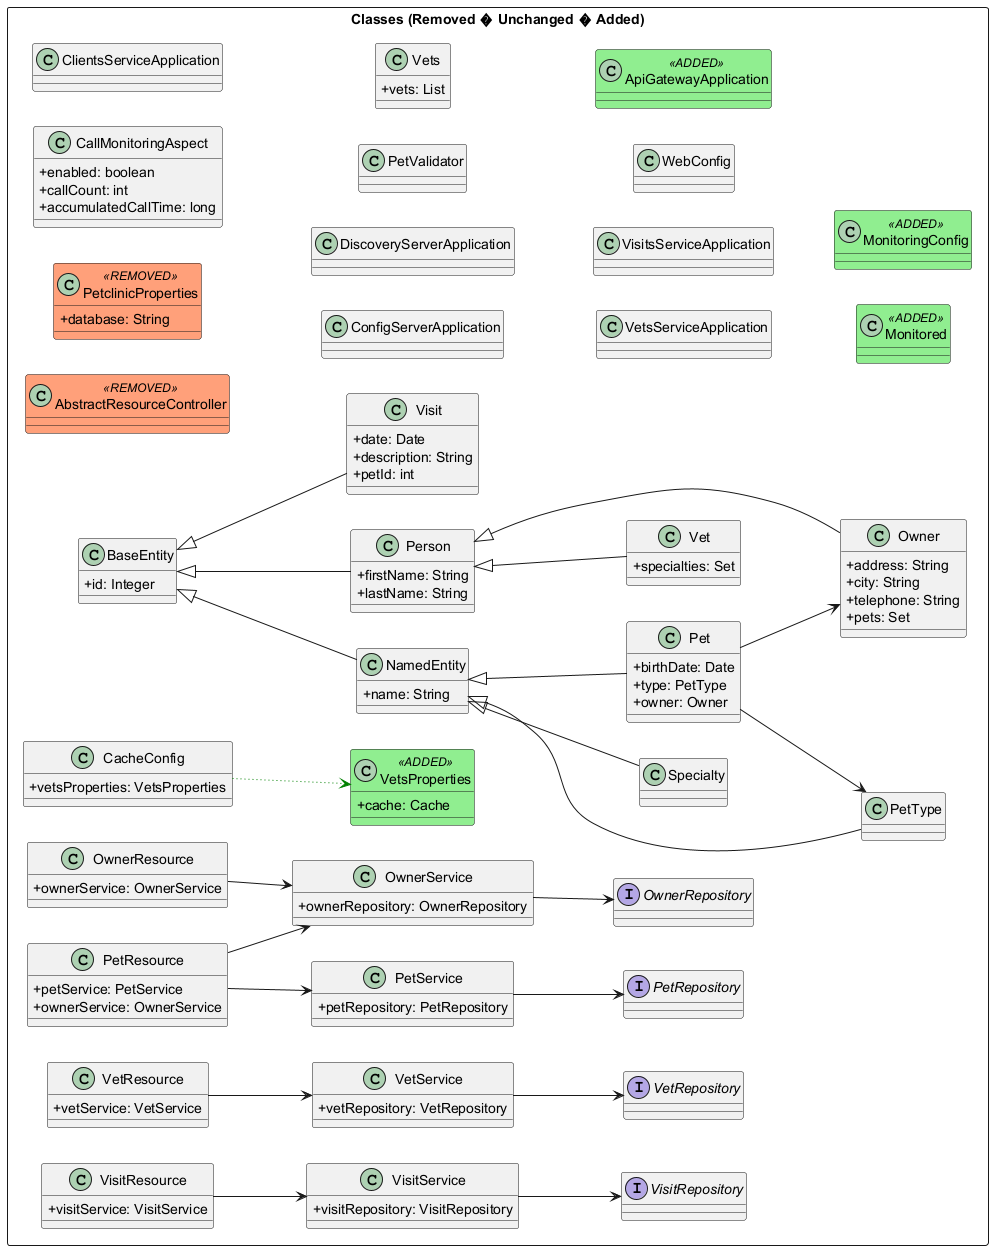 Classes (Removed � Unchanged � Added)
C ClientsServiceApplication
C Vets
+vets: List
«ADDED»
C ApiGatewayApplication
C CallMonitoringAspect
+enabled: boolean
+callCount: int
+accumulatedCallTime: long
C PetValidator
C WebConfig
«REMOVED»
C PetclinicProperties
+database: String
C DiscoveryServerApplication
C VisitsServiceApplication
«ADDED»
C MonitoringConfig
C ConfigServerApplication
C VetsServiceApplication
«ADDED»
C Monitored
«REMOVED»
C AbstractResourceController
C Visit
+date: Date
+description: String
+petId: int
C BaseEntity
+id: Integer
C Person
+firstName: String
+lastName: String
C Vet
+specialties: Set
C Owner
+address: String
+city: String
+telephone: String
+pets: Set
C NamedEntity
+name: String
C Pet
+birthDate: Date
+type: PetType
+owner: Owner
C CacheConfig
+vetsProperties: VetsProperties
«ADDED»
C VetsProperties
+cache: Cache
C Specialty
C PetType
C OwnerResource
+ownerService: OwnerService
C OwnerService
+ownerRepository: OwnerRepository
I OwnerRepository
C PetResource
+petService: PetService
+ownerService: OwnerService
C PetService
+petRepository: PetRepository
I PetRepository
C VetResource
+vetService: VetService
C VetService
+vetRepository: VetRepository
I VetRepository
C VisitResource
+visitService: VisitService
C VisitService
+visitRepository: VisitRepository
I VisitRepository